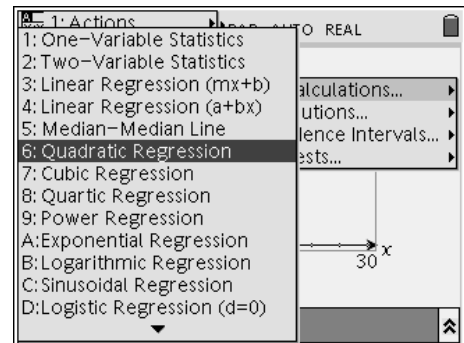 1: Actions
RAD AUTO REAL
1: One-Variable Statistics
2: Two-Variable Statistics
3: Linear Regression (mx+b)
4: Linear Regression (a+bx)
5: Median-Median Line
6: Quadratic Regression
7: Cubic Regression
8: Quartic Regression
9: Power Regression
A:Exponential Regression
B:Logarithmic Regression
C:Sinusoidal Regression
D:Logistic Regression (d=0)
alculations...
utions...
dence Intervals...
ests...
x
30